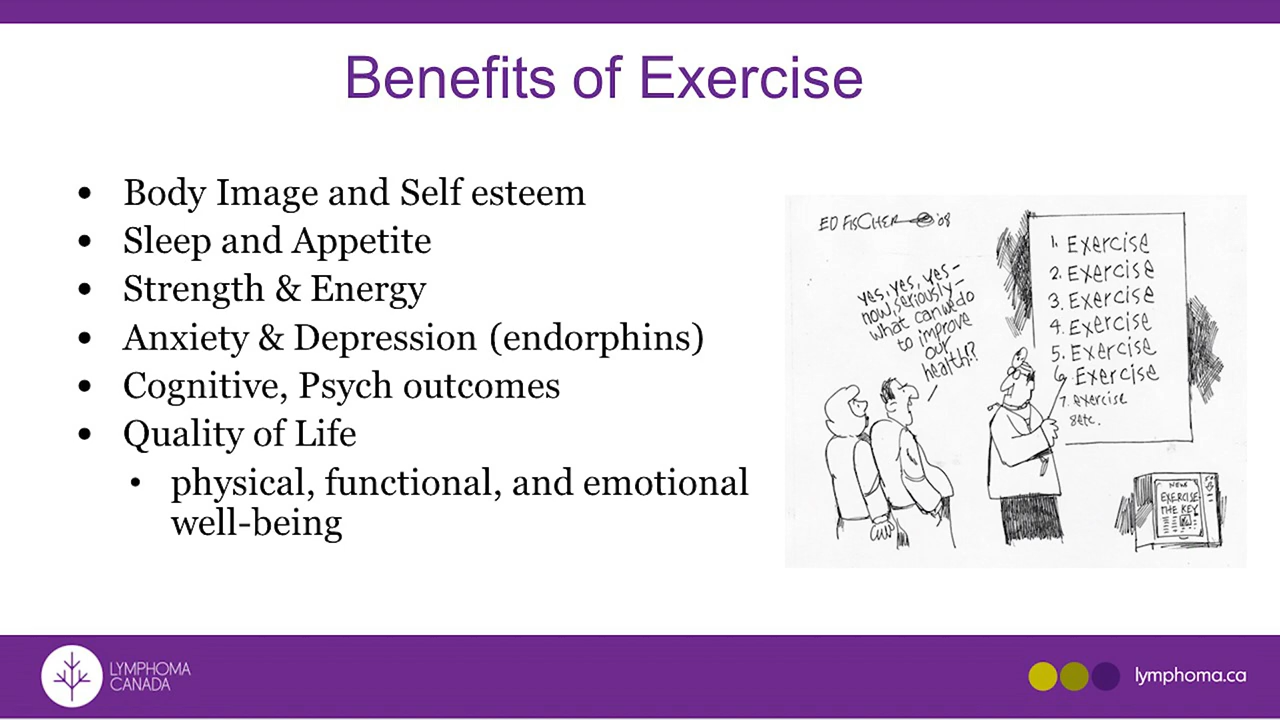 Benefits of Exercise
• Body Image and Self esteem
• Sleep and Appetite
• Strength & Energy
• Anxiety & Depression (endorphins)
• Cognitive, Psych outcomes
• Quality of Life
• physical, functional, and emotional
well-being
ED FISCHER '08
yes, yes, yes-
now, seriously-
what can we do
to improve
our
health!?
1. Exercise
2. Exercise
3. Exercise
4. Exercise
5. Exercise
6. Exercise
7. exercise
8 etc.
NEW
EXERCISE
THE KEY
LYMPHOMA
CANADA
lymphoma.ca